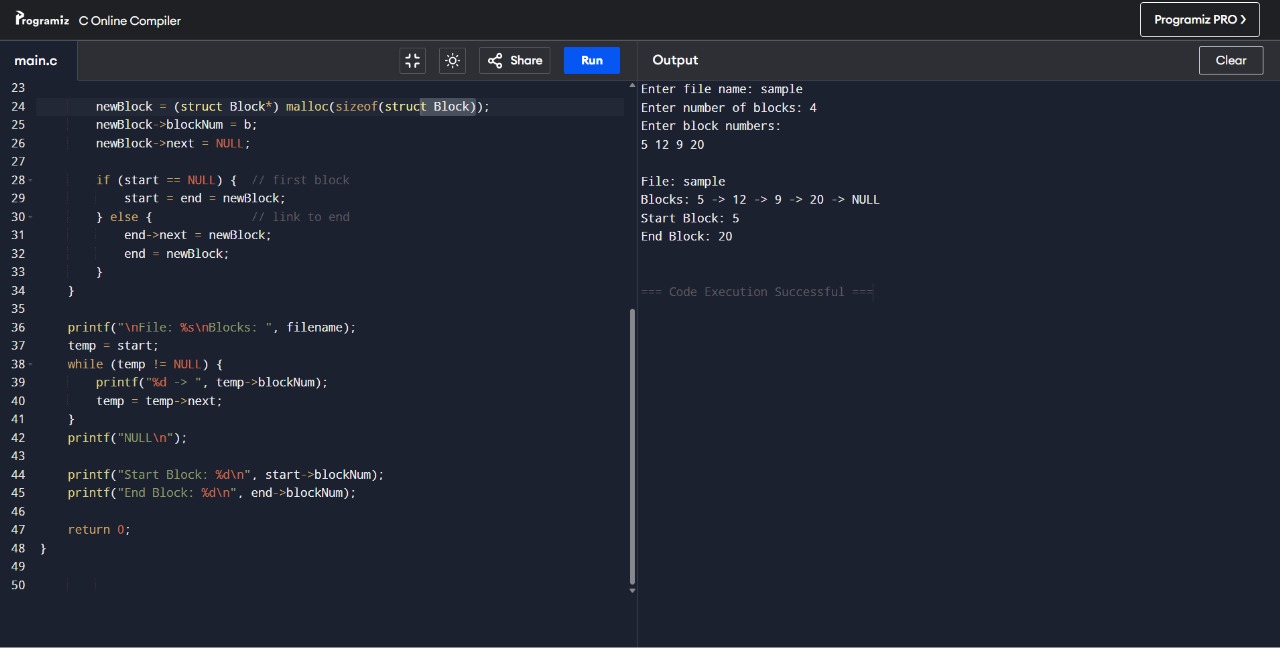 Programiz C Online Compiler
Programiz PRO >
main.c
Share
Run
Output
Clear
23
24 newBlock = (struct Block*) malloc(sizeof(struct Block));
25 newBlock->blockNum = b;
26 newBlock->next = NULL;
27
28 if (start == NULL) { // first block
29 start = end = newBlock;
30 } else { // link to end
31 end->next = newBlock;
32 end = newBlock;
33 }
34 }
35
36 printf("\nFile: %s\nBlocks: ", filename);
37 temp = start;
38 while (temp != NULL) {
39 printf("%d -> ", temp->blockNum);
40 temp = temp->next;
41 }
42 printf("NULL\n");
43
44 printf("Start Block: %d\n", start->blockNum);
45 printf("End Block: %d\n", end->blockNum);
46
47 return 0;
48 }
49
50
Enter file name: sample
Enter number of blocks: 4
Enter block numbers:
5 12 9 20
File: sample
Blocks: 5 -> 12 -> 9 -> 20 -> NULL
Start Block: 5
End Block: 20
=== Code Execution Successful ===